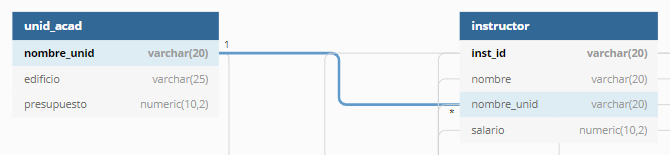 unid_acad
nombre_unid varchar(20)
edificio varchar(25)
presupuesto numeric(10,2)
1
*
instructor
inst_id varchar(20)
nombre varchar(20)
nombre_unid varchar(20)
salario numeric(10,2)